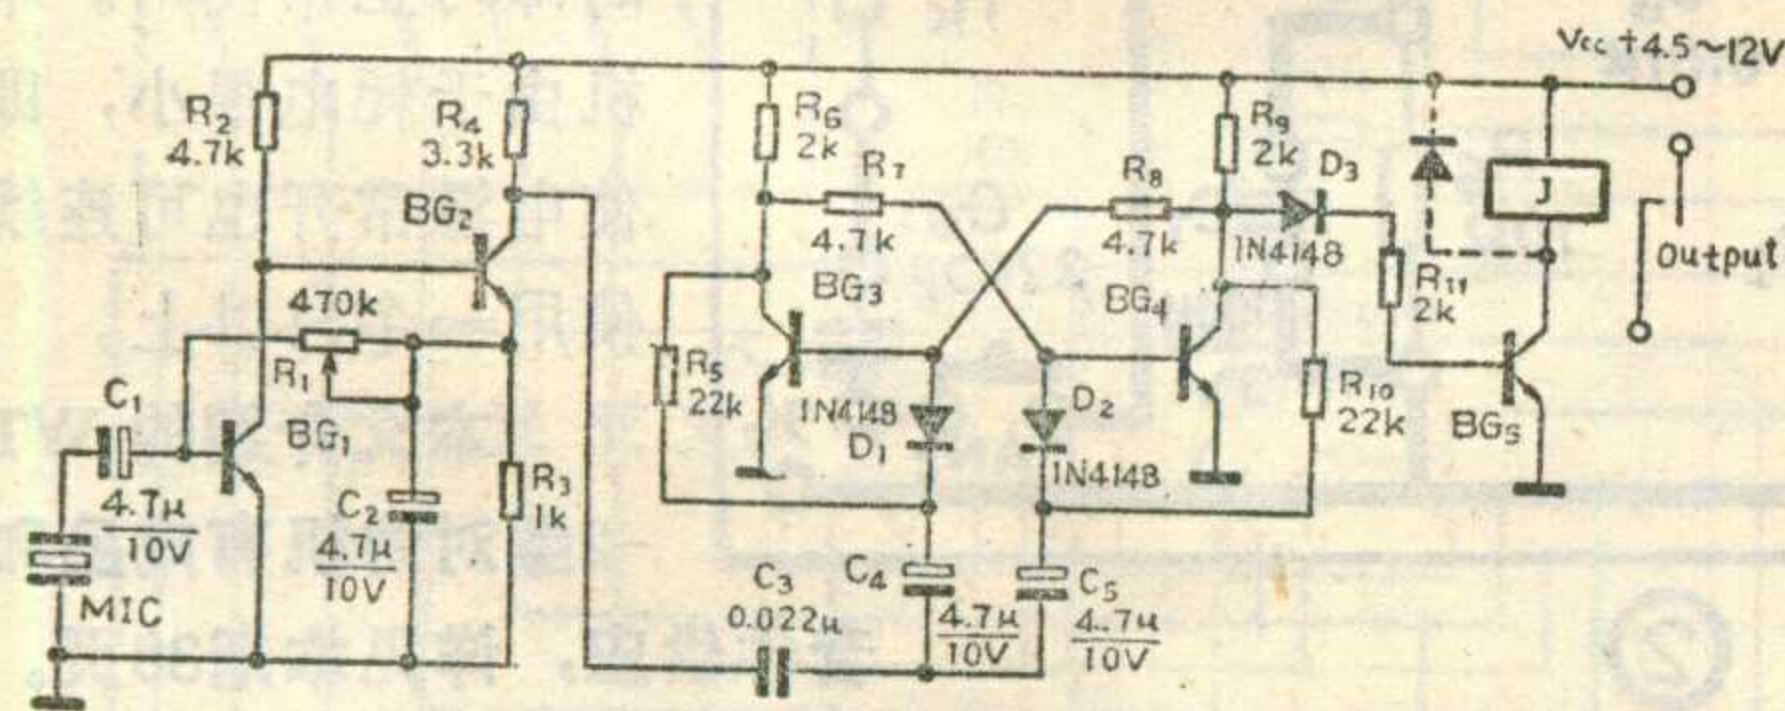 Vcc +4.5~12V
R2
4.7k
R4
3.3k
R6
2k
R7
4.7k
R8
4.7k
R9
2k
D3
1N4148
J
Output
BG2
BG3
BG4
R11
2k
470k
R1
C1
4.7μ
10V
BG1
C2
4.7μ
10V
R3
1k
R5
22k
1N4148
D1
D2
1N4148
R10
22k
BG5
MIC
C3
0.022μ
C4
4.7μ
10V
C5
4.7μ
10V